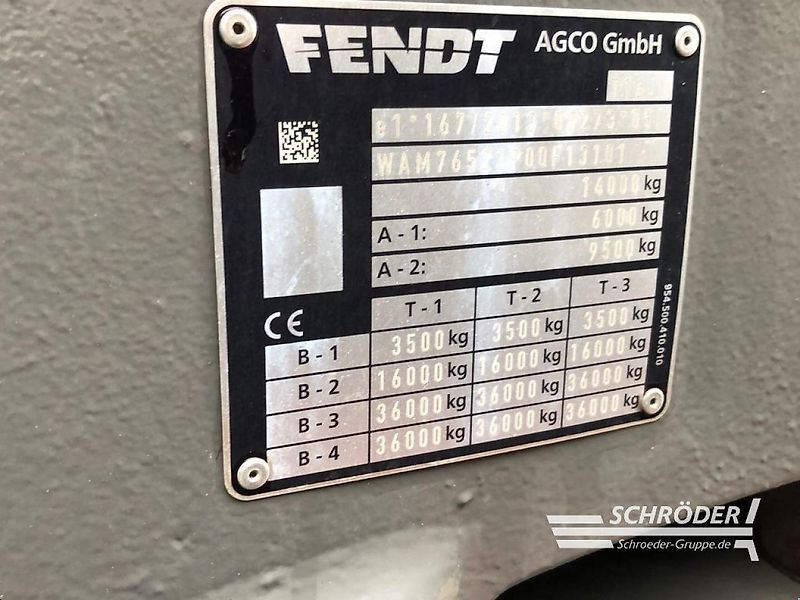 FENDT AGCO GmbH
14000 kg
A - 1: 6000 kg
A - 2: 9500 kg
T - 1 T - 2 T - 3
B - 1 3500 kg 3500 kg 3500 kg
B - 2 16000 kg 16000 kg 16000 kg
B - 3 36000 kg 36000 kg 36000 kg
B - 4 36000 kg 36000 kg 36000 kg
CE
954.500.410.010
SCHRÖDER
Schroeder-Gruppe.de